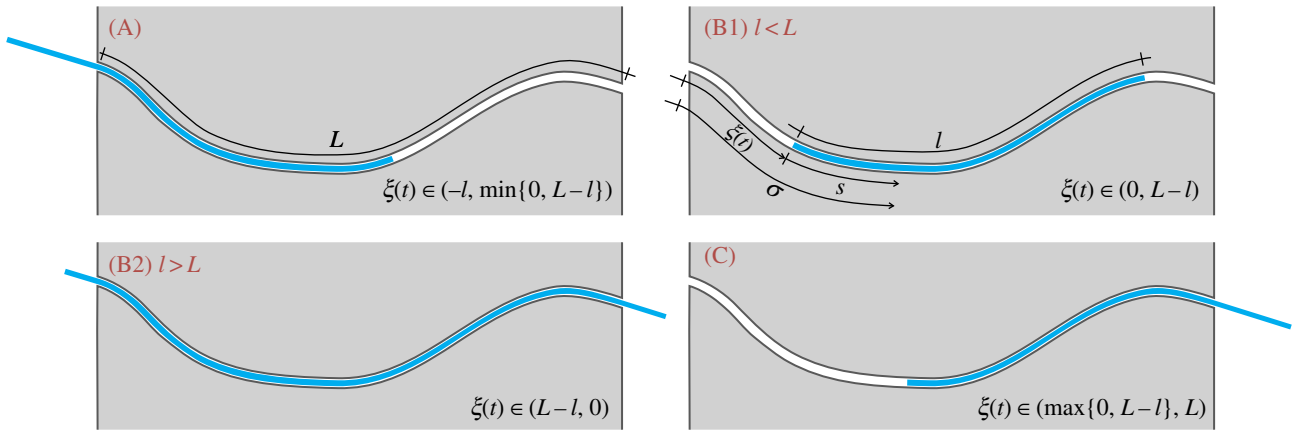 (A)
L
ξ(t) ∈ (–l, min{0, L – l})
(B1) l < L
l
ξ(t)
s
σ
ξ(t) ∈ (0, L – l)
(B2) l > L
ξ(t) ∈ (L – l, 0)
(C)
ξ(t) ∈ (max{0, L – l}, L)